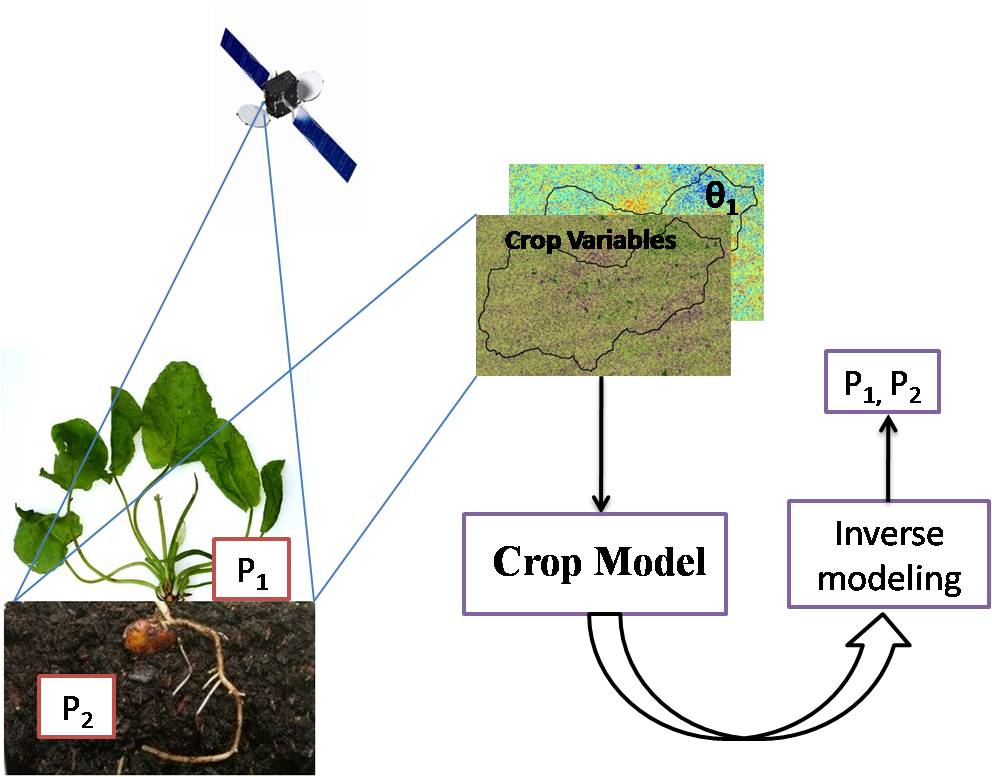 θ1
Crop Variables
P1, P2
Crop Model
Inverse
modeling
P1
P2